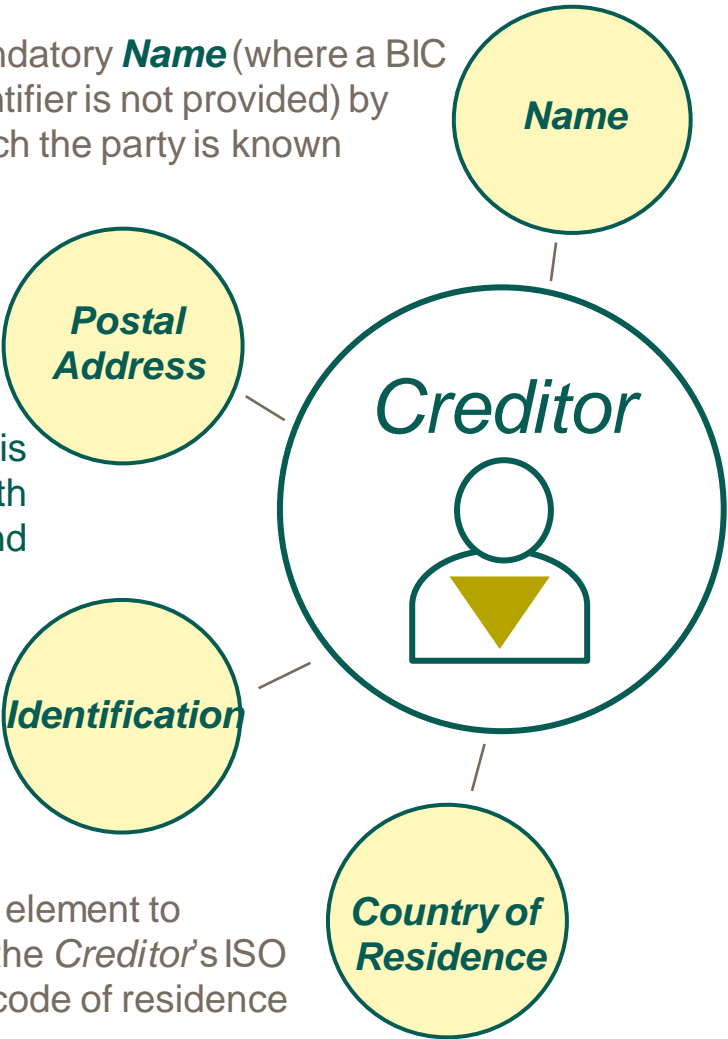 ndatory Name (where a BIC
ntifier is not provided) by
ch the party is known
Name
Postal
Address
Creditor
is
th
nd
Identification
element to
the Creditor's ISO
code of residence
Country of
Residence